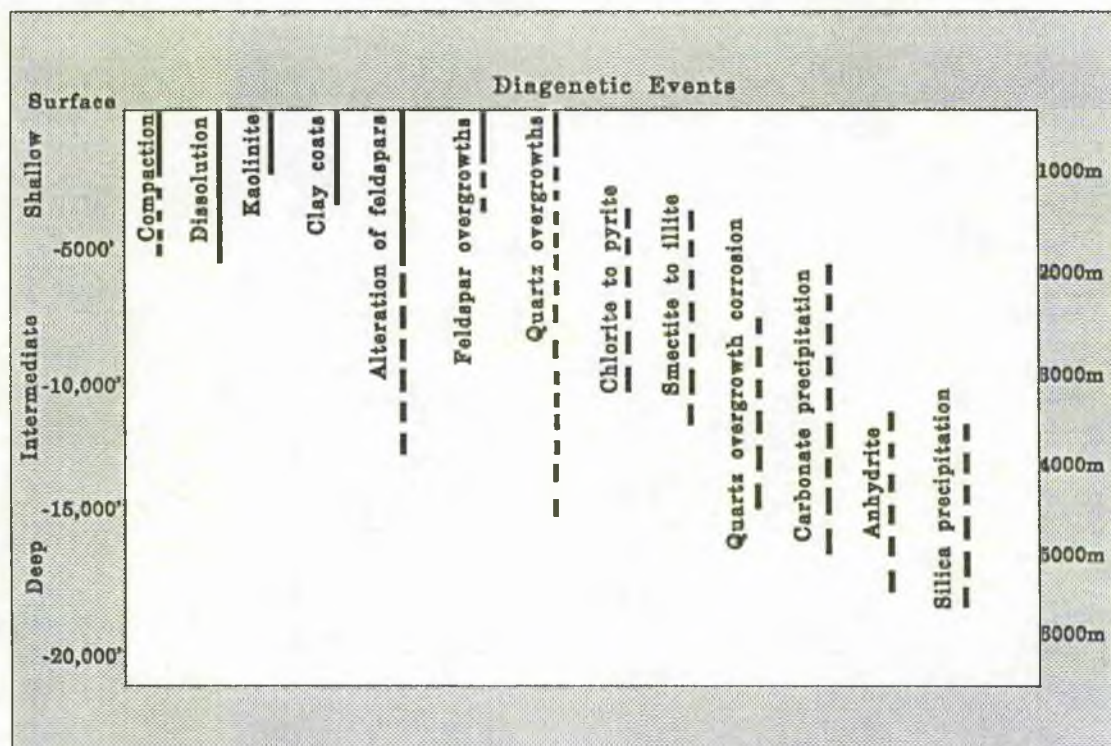 Diagenetic Events
Surface
Shallow
-5000'
Intermediate
-10,000'
-15,000'
Deep
-20,000'
Compaction
Dissolution
Kaolinite
Clay coats
Alteration of feldspars
Feldspar overgrowths
Quartz overgrowths
Chlorite to pyrite
Smectite to illite
Quartz overgrowth corrosion
Carbonate precipitation
Anhydrite
Silica precipitation
1000m
2000m
3000m
4000m
5000m
6000m